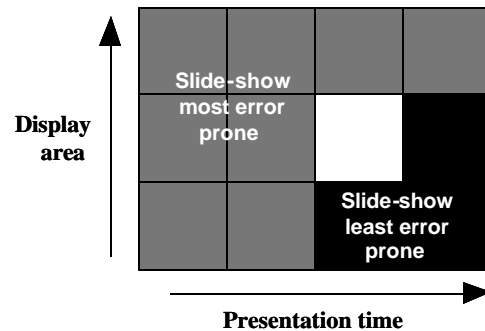 Slide-show
most error
prone
Display
area
Slide-show
least error
prone
Presentation time